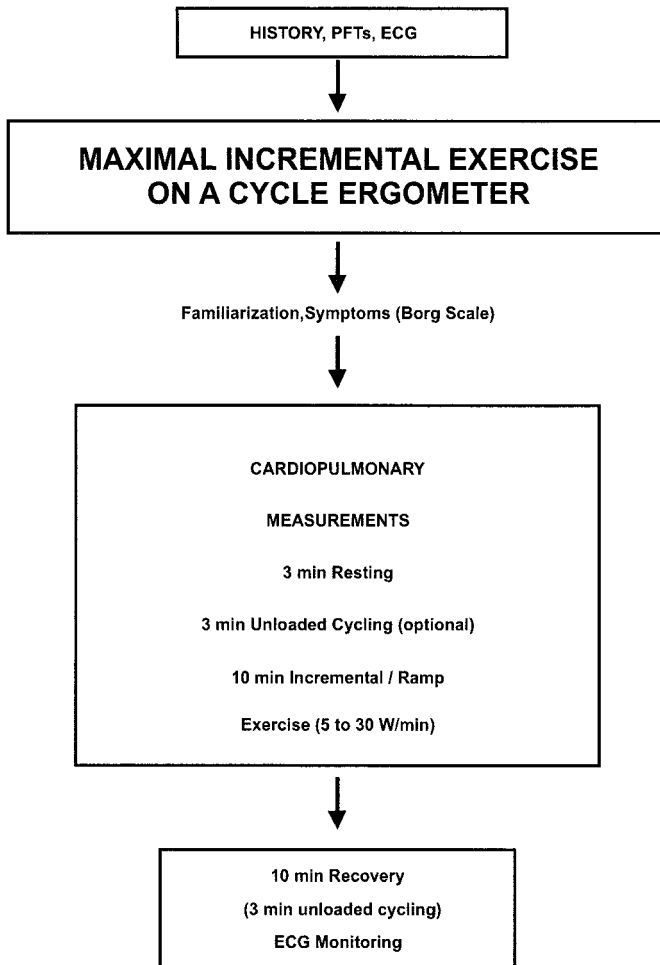 HISTORY, PFTs, ECG
MAXIMAL INCREMENTAL EXERCISE
ON A CYCLE ERGOMETER
Familiarization,Symptoms (Borg Scale)
CARDIOPULMONARY
MEASUREMENTS
3 min Resting
3 min Unloaded Cycling (optional)
10 min Incremental / Ramp
Exercise (5 to 30 W/min)
10 min Recovery
(3 min unloaded cycling)
ECG Monitoring